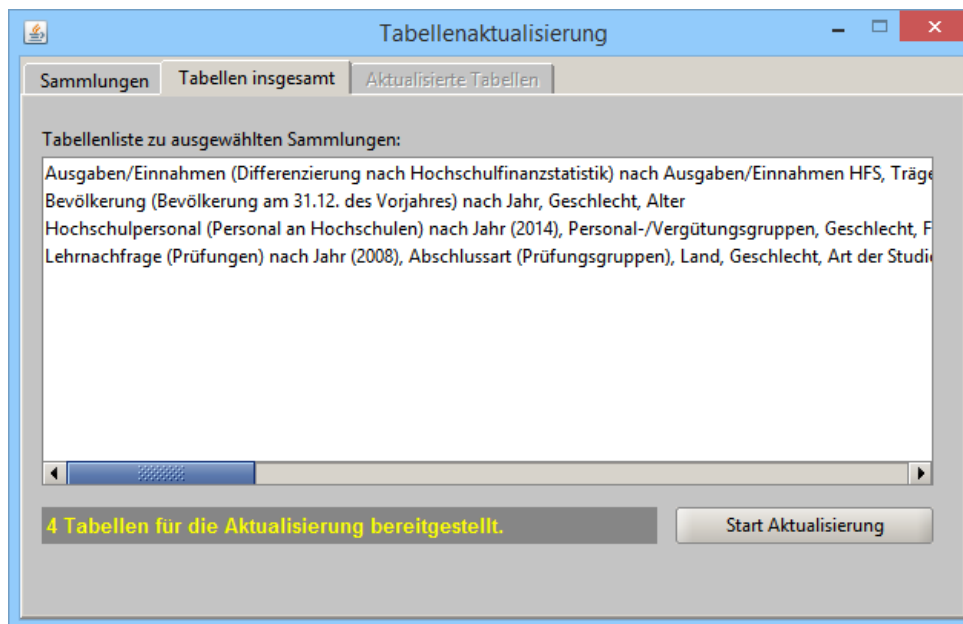 Tabellenaktualisierung
Sammlungen Tabellen insgesamt Aktualisierte Tabellen
Tabellenliste zu ausgewählten Sammlungen:
Ausgaben/Einnahmen (Differenzierung nach Hochschulfinanzstatistik) nach Ausgaben/Einnahmen HFS, Träge
Bevölkerung (Bevölkerung am 31.12. des Vorjahres) nach Jahr, Geschlecht, Alter
Hochschulpersonal (Personal an Hochschulen) nach Jahr (2014), Personal-/Vergütungsgruppen, Geschlecht, F
Lehrnachfrage (Prüfungen) nach Jahr (2008), Abschlussart (Prüfungsgruppen), Land, Geschlecht, Art der Studi
4 Tabellen für die Aktualisierung bereitgestellt.
Start Aktualisierung